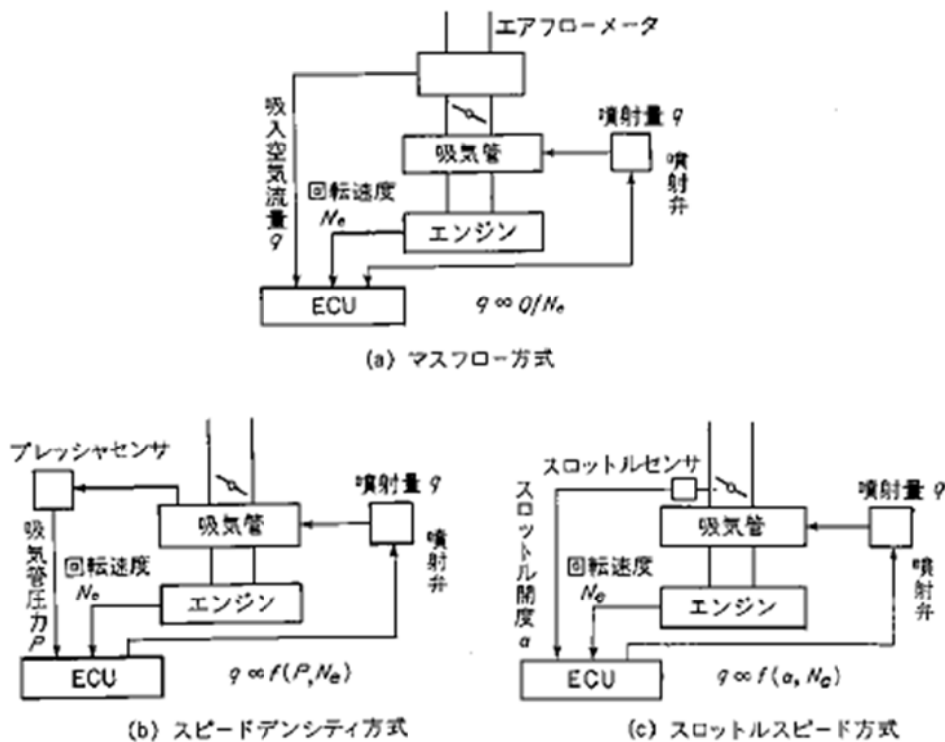 エアフローメータ
吸入空気流量 q
噴射量 q
吸気管
噴射弁
回転速度
Ne
エンジン
ECU
q ∝ Q/Ne
(a) マスフロー方式
プレッシャセンサ
噴射量 q
吸気管
吸気管圧力 P
回転速度
Ne
噴射弁
エンジン
ECU
q ∝ f(P, Ne)
(b) スピードデンシティ方式
スロットルセンサ
噴射量 q
スロットル開度 α
吸気管
回転速度
Ne
噴射弁
エンジン
ECU
q ∝ f(α, Ne)
(c) スロットルスピード方式